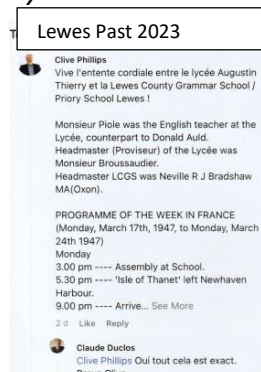 Lewes Past 2023
Clive Phillips
Vive l'entente cordiale entre le lycée Augustin
Thierry et la Lewes County Grammar School /
Priory School Lewes !
Monsieur Piole was the English teacher at the
Lycée, counterpart to Donald Auld.
Headmaster (Proviseur) of the Lycée was
Monsieur Broussaudier.
Headmaster LCGS was Neville R J Bradshaw
MA(Oxon).
PROGRAMME OF THE WEEK IN FRANCE
(Monday, March 17th, 1947, to Monday, March
24th 1947)
Monday
3.00 pm ---- Assembly at School.
5.30 pm ---- 'Isle of Thanet' left Newhaven
Harbour.
9.00 pm ---- Arrive... See More
2 d Like Reply
Claude Duclos
Clive Phillips Oui tout cela est exact.